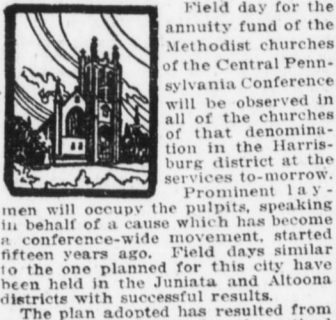 Field day for the
annuity fund of the
Methodist churches
of the Central Penn-
sylvania Conference
will be observed in
all of the churches
of that denomina-
tion in the Harris-
burg district at the
services to-morrow.
Prominent lay-
men will occupy the pulpits, speaking
in behalf of a cause which has become
a conference-wide movement, started
fifteen years ago. Field days similar
to the one planned for this city have
been held in the Juniata and Altoona
districts with successful results.
The plan adopted has resulted from